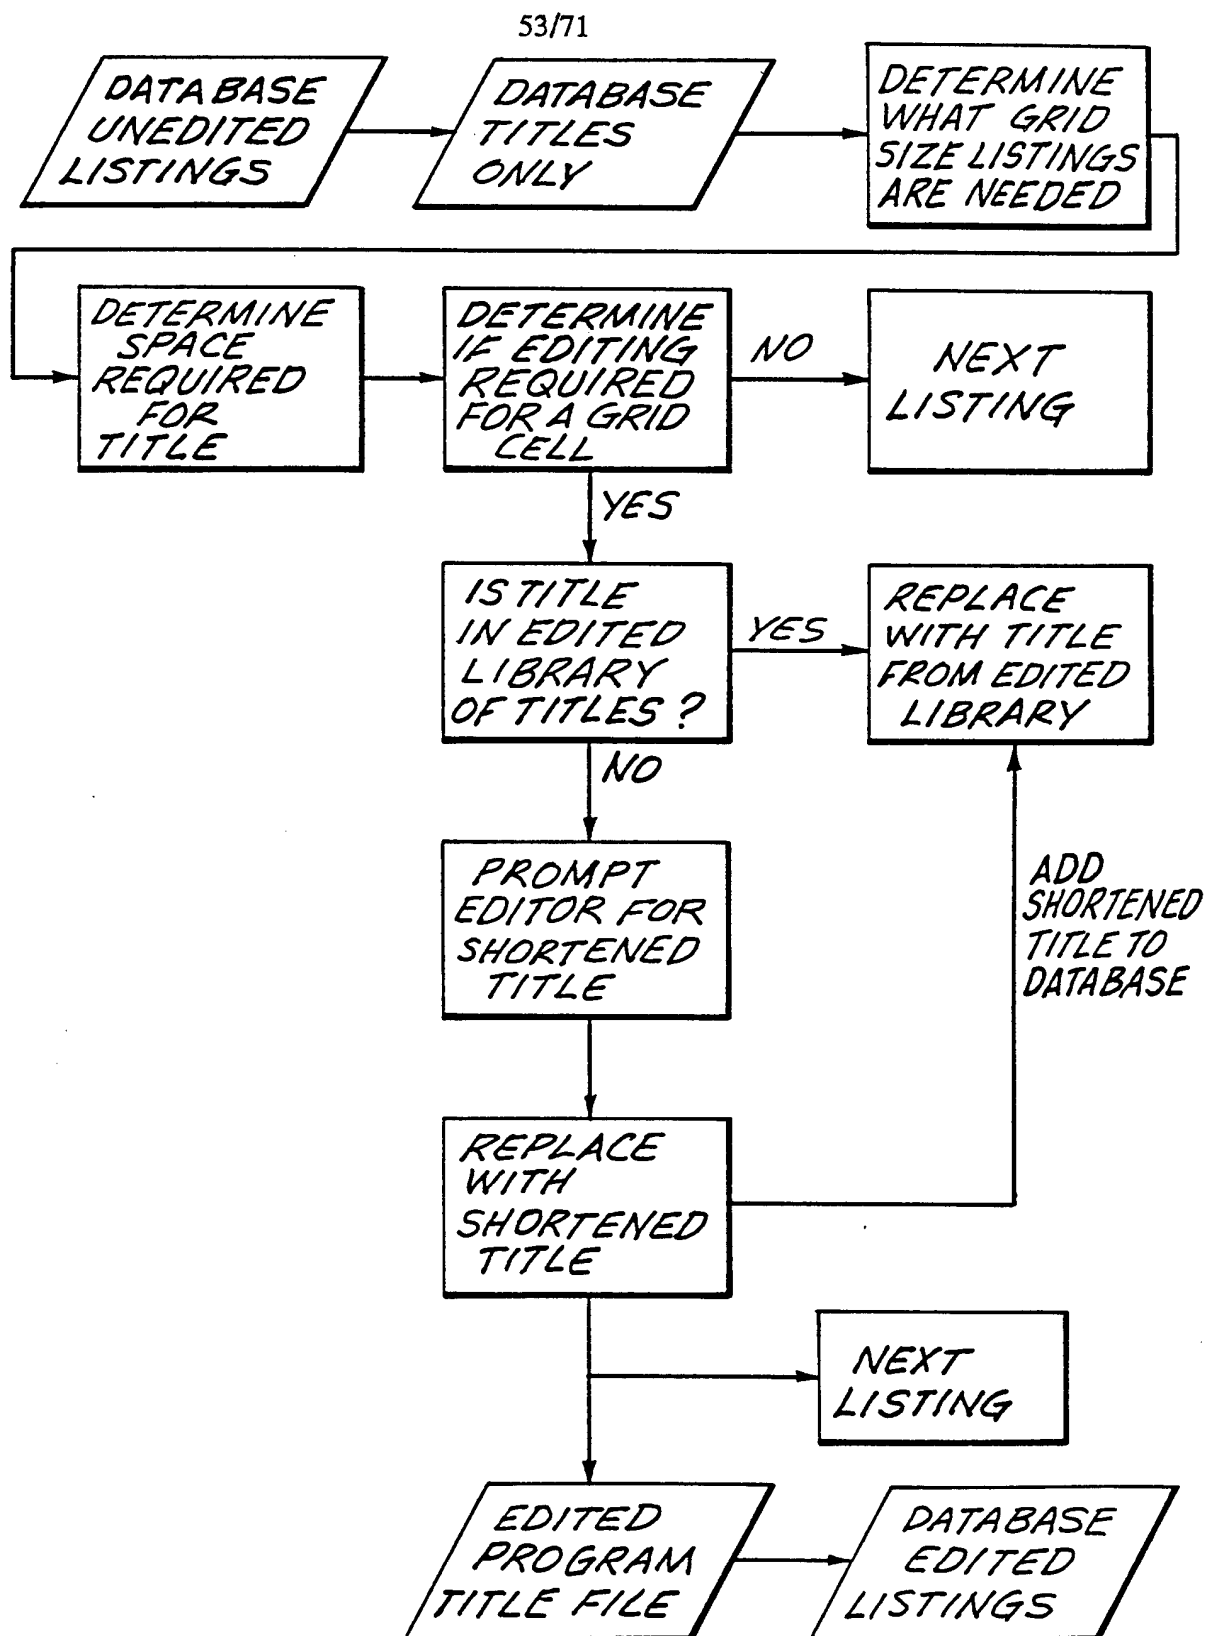 53/71
DATABASE
UNEDITED
LISTINGS
DATABASE
TITLES
ONLY
DETERMINE
WHAT GRID
SIZE LISTINGS
ARE NEEDED
DETERMINE
SPACE
REQUIRED
FOR
TITLE
DETERMINE
IF EDITING
REQUIRED
FOR A GRID
CELL
NO
NEXT
LISTING
YES
IS TITLE
IN EDITED
LIBRARY
OF TITLES?
YES
REPLACE
WITH TITLE
FROM EDITED
LIBRARY
NO
PROMPT
EDITOR FOR
SHORTENED
TITLE
ADD
SHORTENED
TITLE TO
DATABASE
REPLACE
WITH
SHORTENED
TITLE
NEXT
LISTING
EDITED
PROGRAM
TITLE FILE
DATABASE
EDITED
LISTINGS